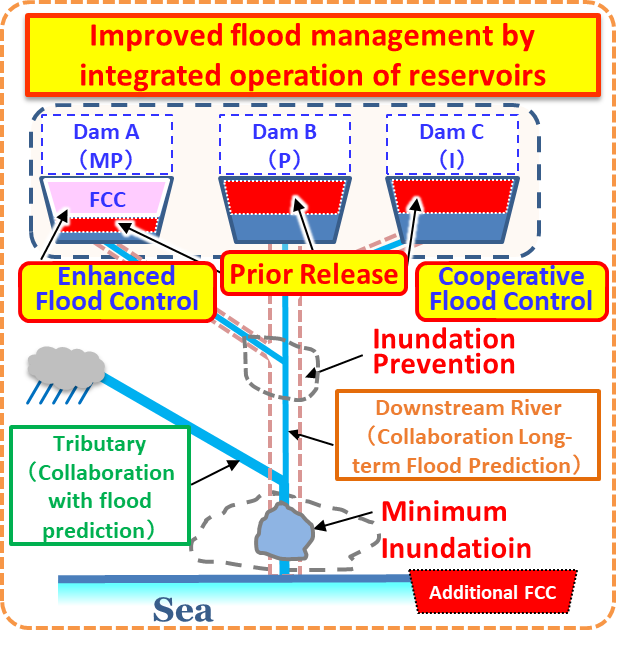 Improved flood management by
integrated operation of reservoirs
Dam A
（MP）
Dam B
（P）
Dam C
（I）
FCC
Enhanced
Flood Control
Prior Release
Cooperative
Flood Control
Inundation
Prevention
Downstream River
（Collaboration Long-
term Flood Prediction）
Tributary
（Collaboration
with flood
prediction）
Minimum
Inundatioin
Additional FCC
Sea